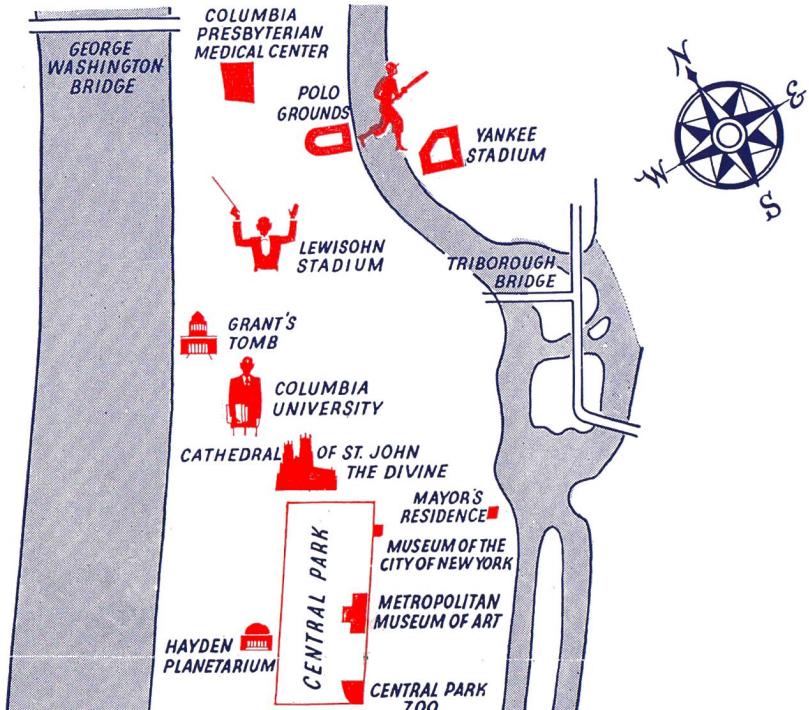 COLUMBIA
PRESBYTERIAN
MEDICAL CENTER
GEORGE
WASHINGTON
BRIDGE
POLO
GROUNDS
YANKEE
STADIUM
N
E
W
S
LEWISOHN
STADIUM
TRIBOROUGH
BRIDGE
GRANT'S
TOMB
COLUMBIA
UNIVERSITY
CATHEDRAL OF ST. JOHN
THE DIVINE
MAYOR'S
RESIDENCE
MUSEUM OF THE
CITY OF NEW YORK
CENTRAL PARK
METROPOLITAN
MUSEUM OF ART
HAYDEN
PLANETARIUM
CENTRAL PARK
ZOO